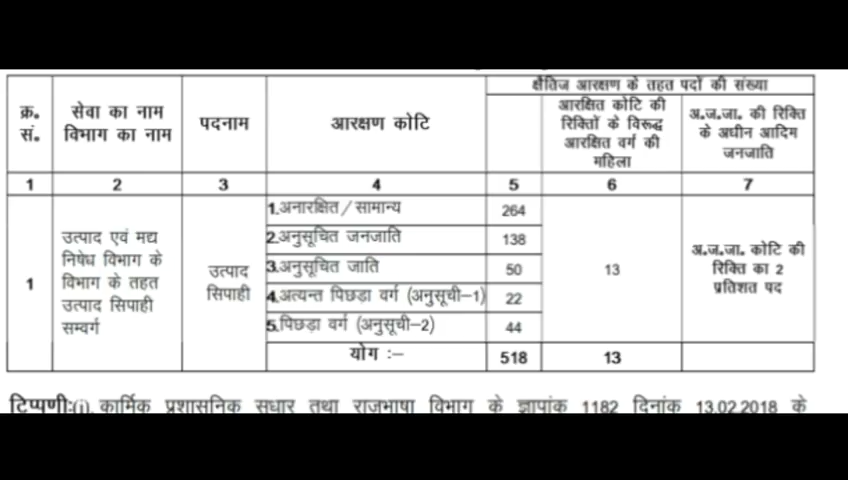 क्षैतिज आरक्षण के तहत पदों की संख्या
क्र. सं.
सेवा का नाम
विभाग का नाम
पदनाम
आरक्षण कोटि
आरक्षित कोटि की
रिक्तियों के विरूद्ध
आरक्षित वर्ग की
महिला
अ.ज.जा. की रिक्ति
के अधीन आदिम
जनजाति
1 2 3 4 5 6 7
1
उत्पाद एवं मद्य
निषेध विभाग के
विभाग के तहत
उत्पाद सिपाही
सम्वर्ग
उत्पाद
सिपाही
1.अनारक्षित / सामान्य 264
2.अनुसूचित जनजाति 138
3.अनुसूचित जाति 50
4.अत्यन्त पिछड़ा वर्ग (अनुसूची–1) 22
5.पिछड़ा वर्ग (अनुसूची–2) 44
13
अ.ज.जा. कोटि की
रिक्ति का 2
प्रतिशत पद
योग :– 518 13
टिप्पणी:(i) कार्मिक प्रशासनिक सुधार तथा राजभाषा विभाग के ज्ञापांक 1182 दिनांक 13.02.2018 के